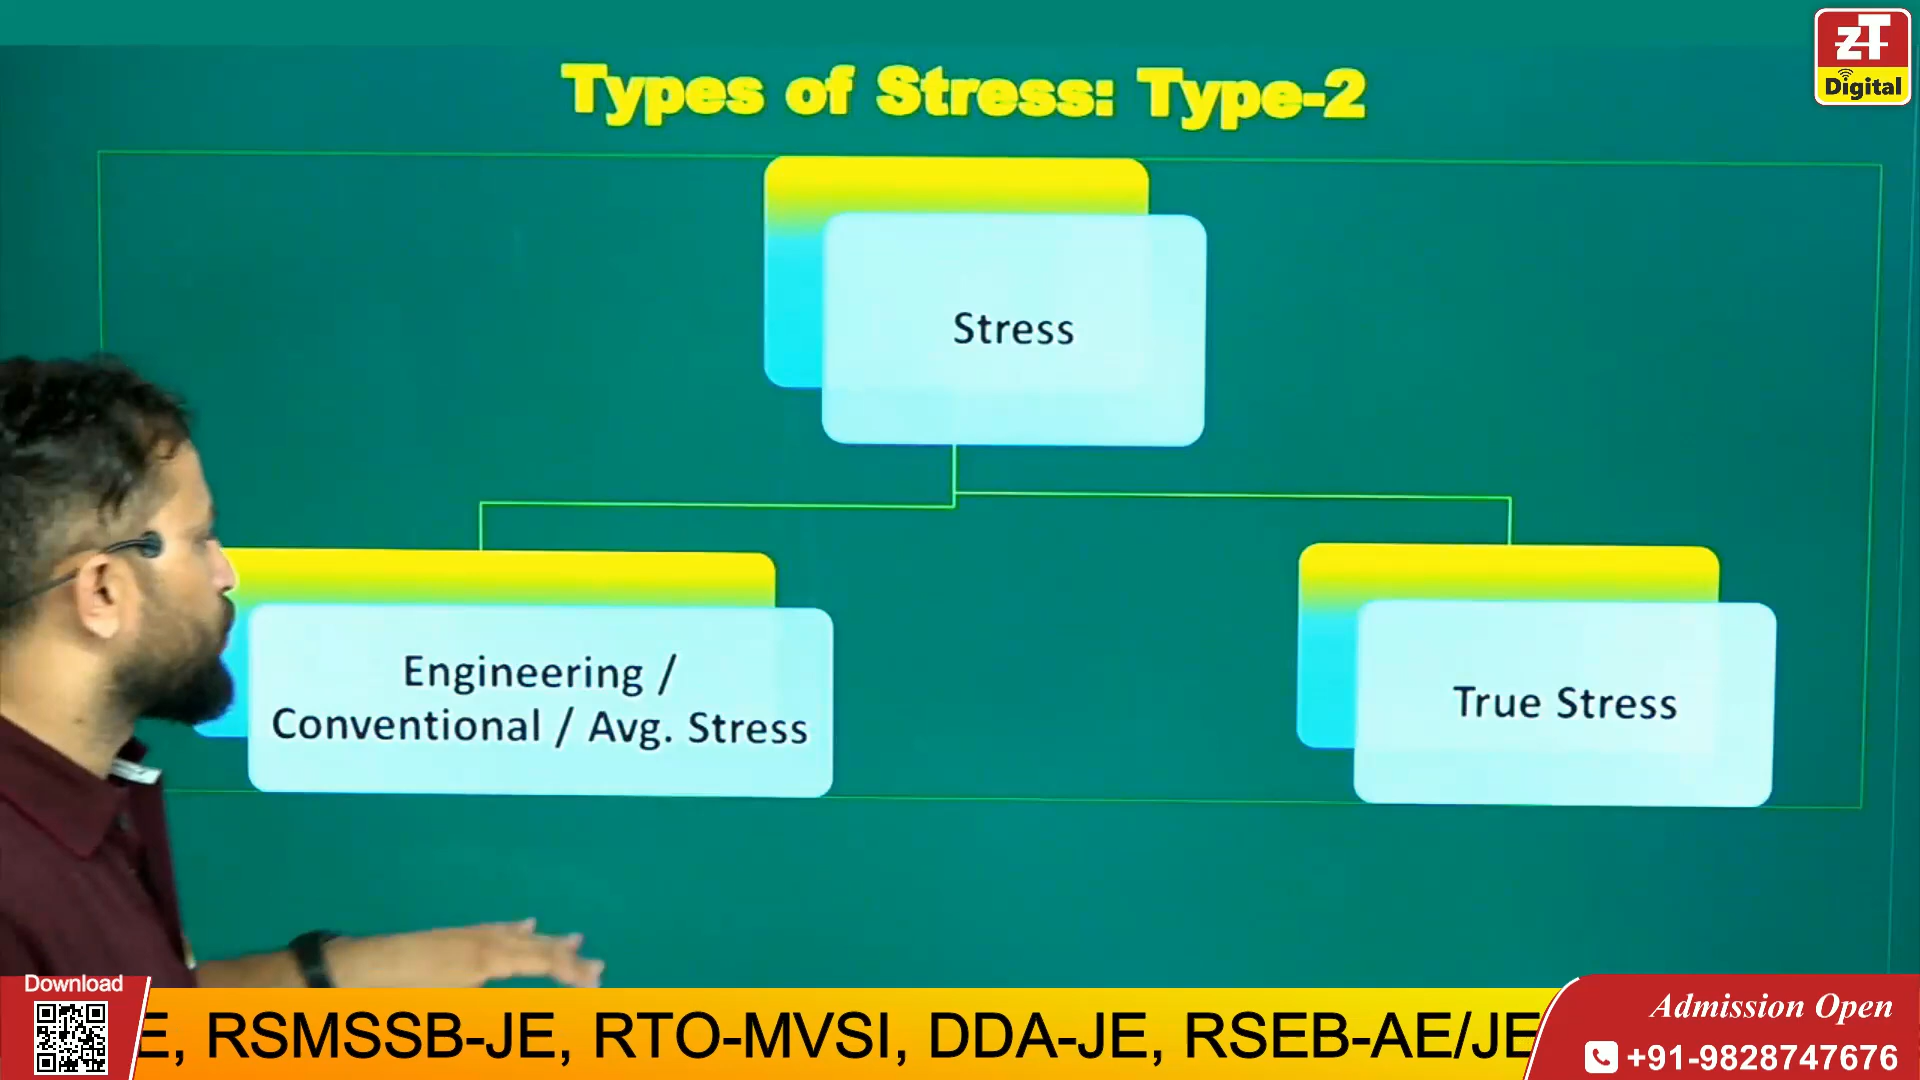 Types of Stress: Type-2
ZT
Digital
Stress
Engineering /
Conventional / Avg. Stress
True Stress
Download
E, RSMSSB-JE, RTO-MVSI, DDA-JE, RSEB-AE/JE
Admission Open
+91-9828747676